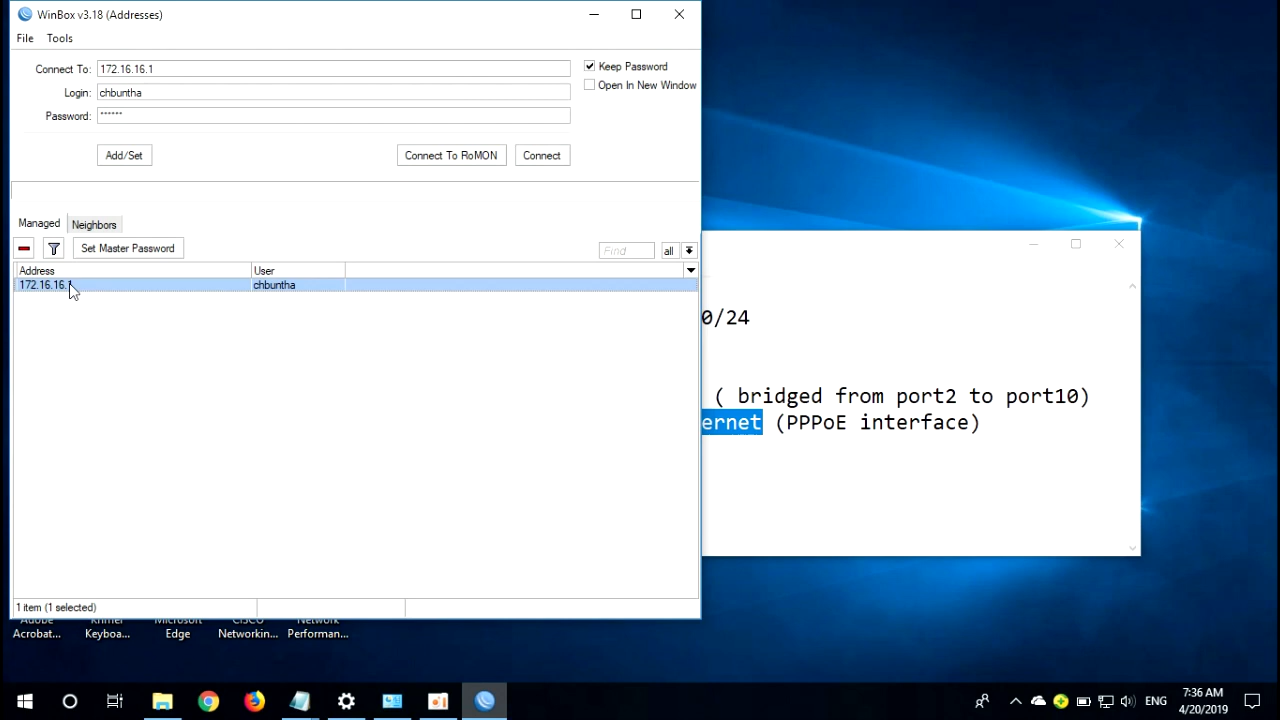 WinBox v3.18 (Addresses)
File Tools
Connect To: 172.16.16.1
Keep Password
Login: chbuntha
Open In New Window
Password: ******
Add/Set
Connect To RoMON
Connect
Managed
Neighbors
Set Master Password
Find
all
Address
User
172.16.16.1
chbuntha
0/24
( bridged from port2 to port10)
ernet (PPPoE interface)
1 item (1 selected)
Acrobat...
Keyboa...
Microsoft
Edge
Networkin...
Network
Performan...
ENG
7:36 AM
4/20/2019